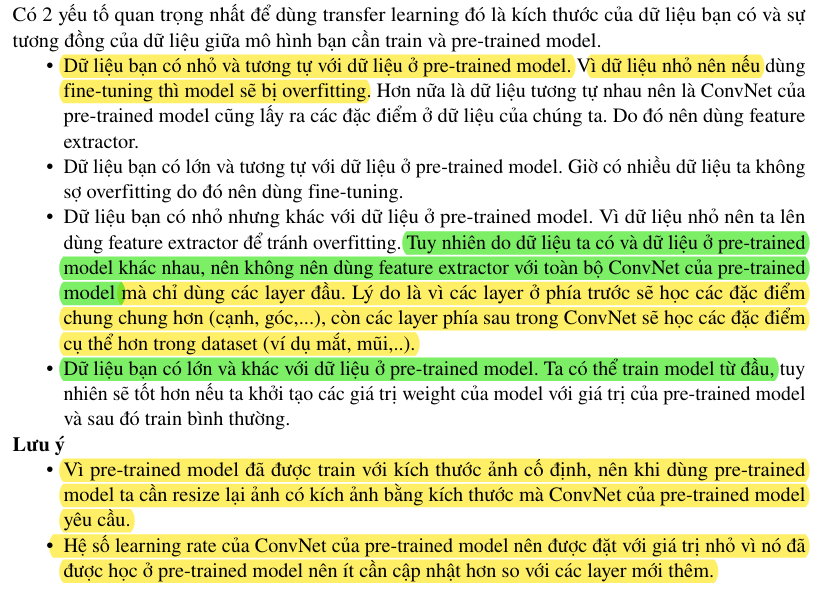 Có 2 yếu tố quan trọng nhất để dùng transfer learning đó là kích thước của dữ liệu bạn có và sự
tương đồng của dữ liệu giữa mô hình bạn cần train và pre-trained model.
• Dữ liệu bạn có nhỏ và tương tự với dữ liệu ở pre-trained model. Vì dữ liệu nhỏ nên nếu dùng
fine-tuning thì model sẽ bị overfitting. Hơn nữa là dữ liệu tương tự nhau nên là ConvNet của
pre-trained model cũng lấy ra các đặc điểm ở dữ liệu của chúng ta. Do đó nên dùng feature
extractor.
• Dữ liệu bạn có lớn và tương tự với dữ liệu ở pre-trained model. Giờ có nhiều dữ liệu ta không
sợ overfitting do đó nên dùng fine-tuning.
• Dữ liệu bạn có nhỏ nhưng khác với dữ liệu ở pre-trained model. Vì dữ liệu nhỏ nên ta lên
dùng feature extractor để tránh overfitting. Tuy nhiên do dữ liệu ta có và dữ liệu ở pre-trained
model khác nhau, nên không nên dùng feature extractor với toàn bộ ConvNet của pre-trained
model mà chỉ dùng các layer đầu. Lý do là vì các layer ở phía trước sẽ học các đặc điểm
chung chung hơn (cạnh, góc,...), còn các layer phía sau trong ConvNet sẽ học các đặc điểm
cụ thể hơn trong dataset (ví dụ mắt, mũi,..).
• Dữ liệu bạn có lớn và khác với dữ liệu ở pre-trained model. Ta có thể train model từ đầu, tuy
nhiên sẽ tốt hơn nếu ta khởi tạo các giá trị weight của model với giá trị của pre-trained model
và sau đó train bình thường.
Lưu ý
• Vì pre-trained model đã được train với kích thước ảnh cố định, nên khi dùng pre-trained
model ta cần resize lại ảnh có kích ảnh bằng kích thước mà ConvNet của pre-trained model
yêu cầu.
• Hệ số learning rate của ConvNet của pre-trained model nên được đặt với giá trị nhỏ vì nó đã
được học ở pre-trained model nên ít cần cập nhật hơn so với các layer mới thêm.